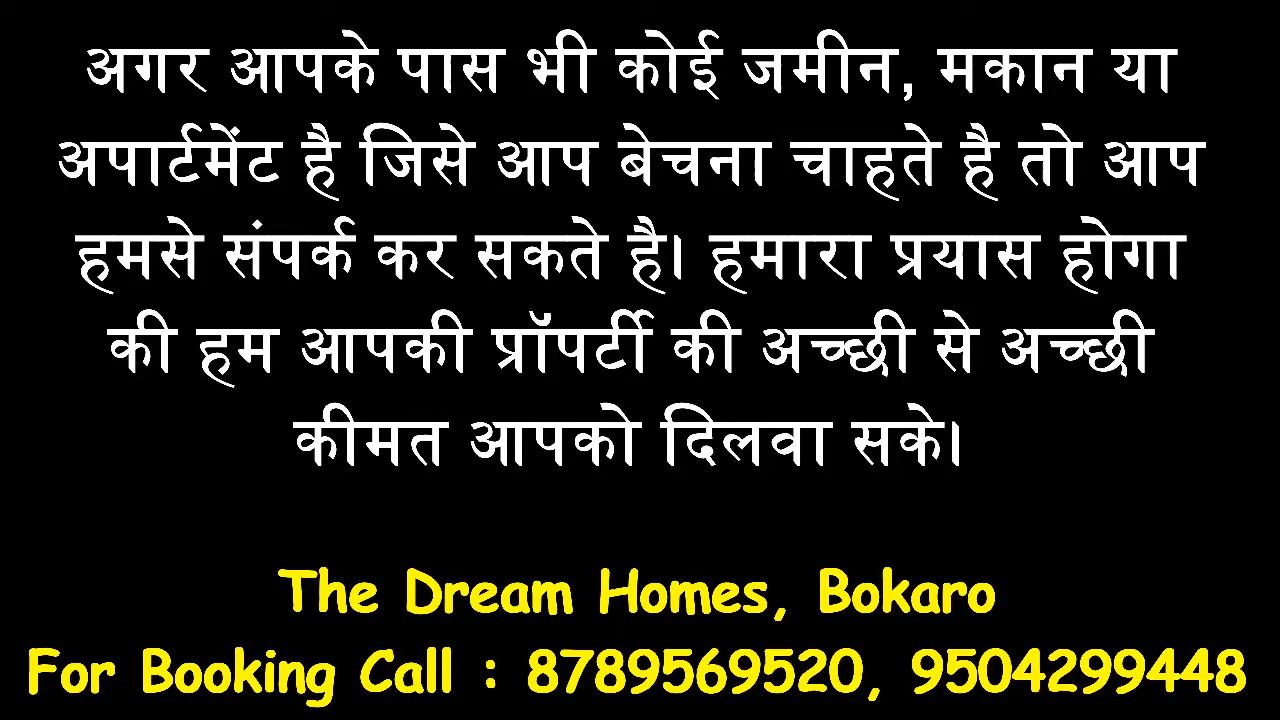 अगर आपके पास भी कोई जमीन, मकान या
अपार्टमेंट है जिसे आप बेचना चाहते है तो आप
हमसे संपर्क कर सकते है। हमारा प्रयास होगा
की हम आपकी प्रॉपर्टी की अच्छी से अच्छी
कीमत आपको दिलवा सके।
The Dream Homes, Bokaro
For Booking Call : 8789569520, 9504299448